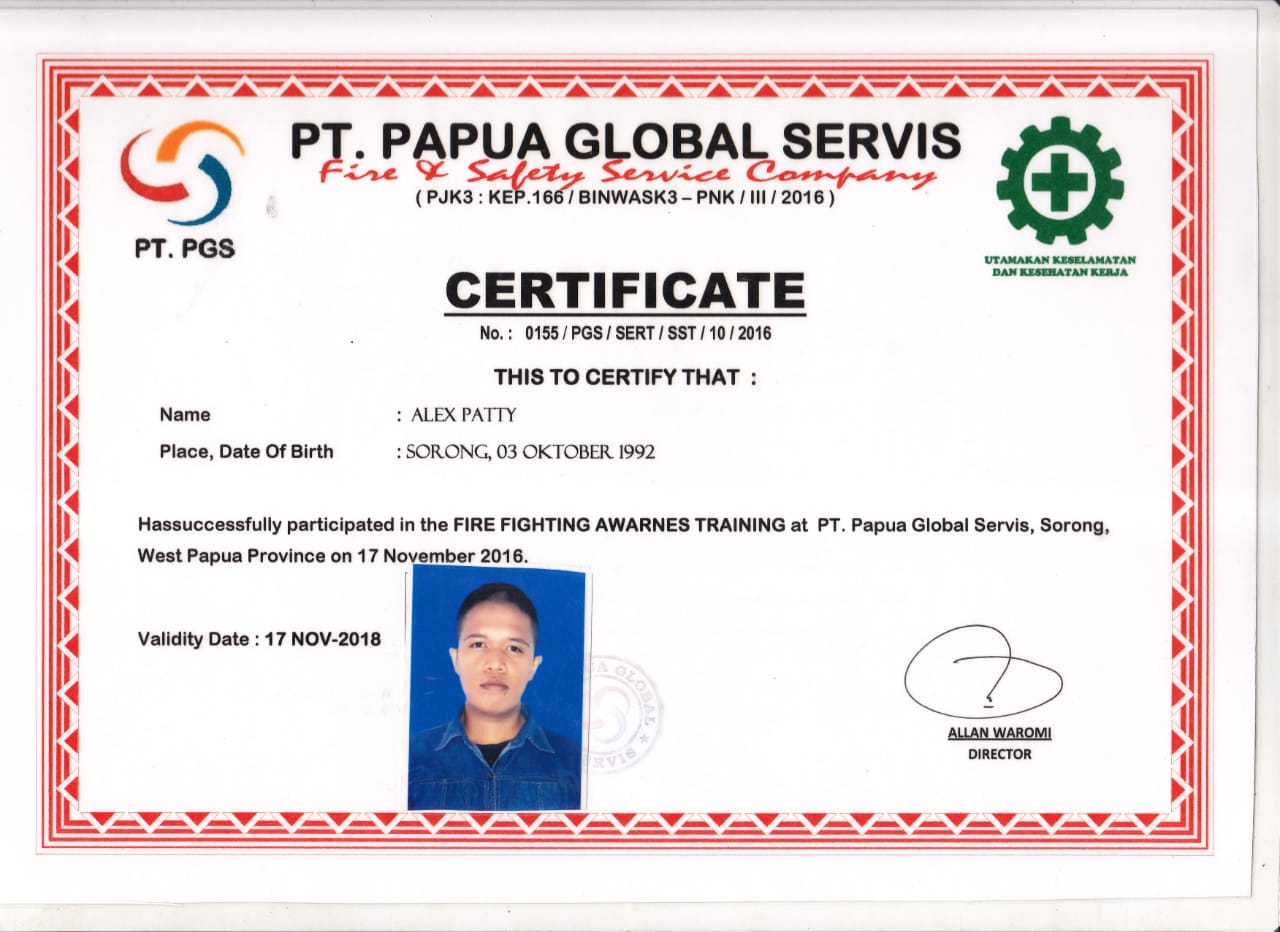 PT. PAPUA GLOBAL SERVIS
Fire & Safety Service Company
( PJK3 : KEP.166 / BINWASK3 – PNK / III / 2016 )
PT. PGS
UTAMAKAN KESELAMATAN
DAN KESEHATAN KERJA
CERTIFICATE
No. : 0155 / PGS / SERT / SST / 10 / 2016
THIS TO CERTIFY THAT :
Name : ALEX PATTY
Place, Date Of Birth : SORONG, 03 OKTOBER 1992
Hassuccessfully participated in the FIRE FIGHTING AWARNES TRAINING at PT. Papua Global Servis, Sorong,
West Papua Province on 17 November 2016.
Validity Date : 17 NOV-2018
GLOBAL
ALLAN WAROMI
DIRECTOR